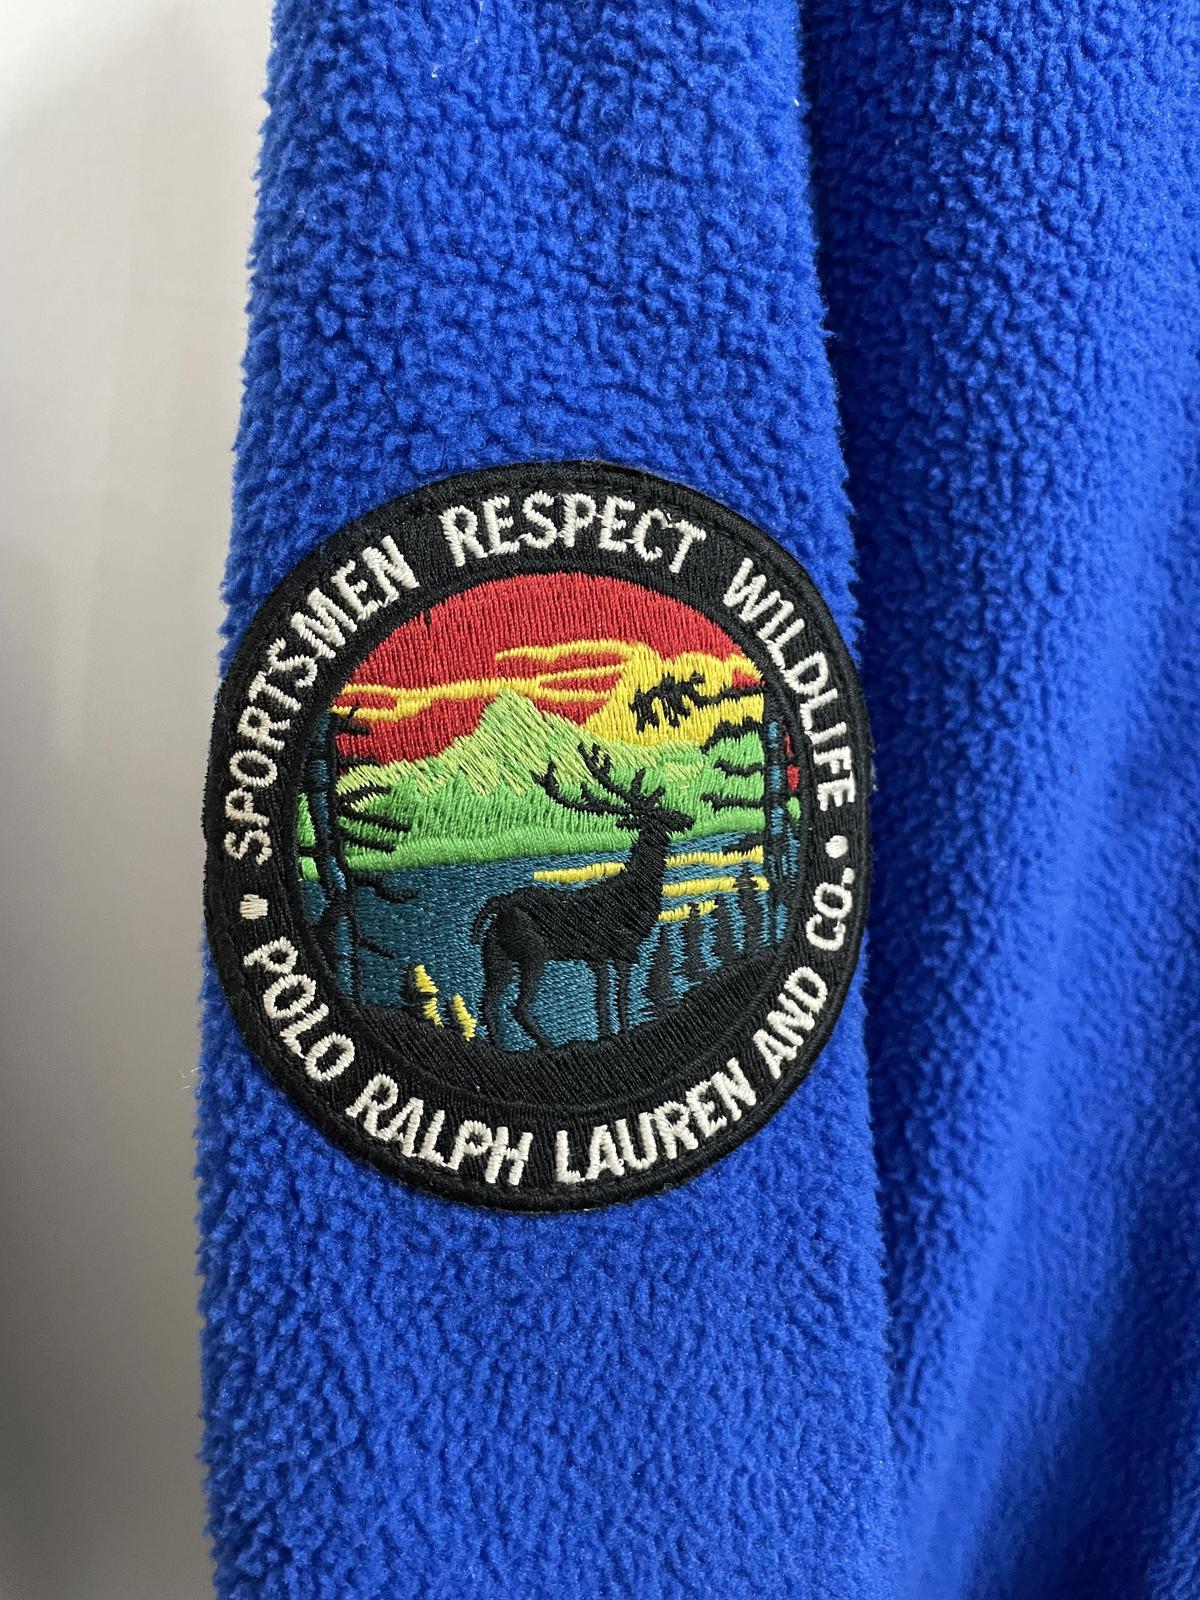 SPORTSMEN RESPECT WILDLIFE
• POLO RALPH LAUREN AND CO. •